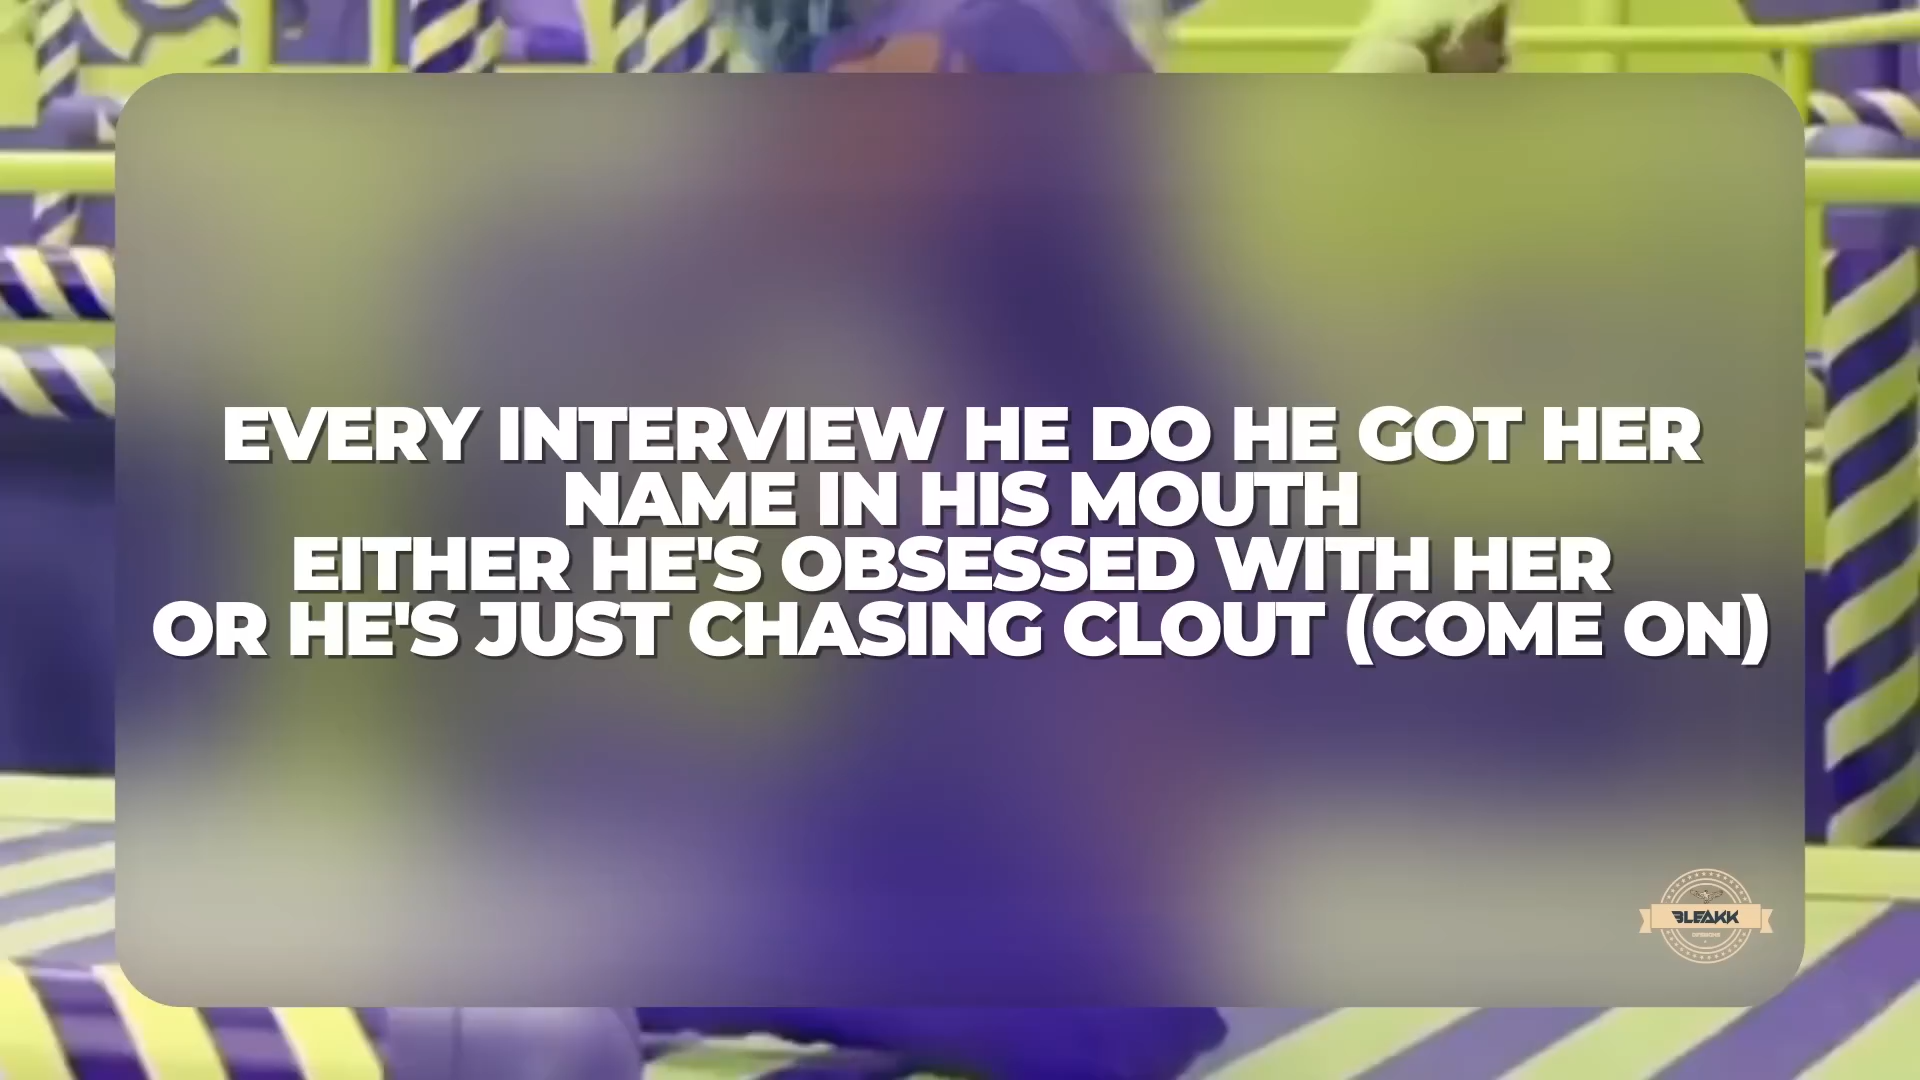 EVERY INTERVIEW HE DO HE GOT HER
NAME IN HIS MOUTH
EITHER HE'S OBSESSED WITH HER
OR HE'S JUST CHASING CLOUT (COME ON)
BLEAKK